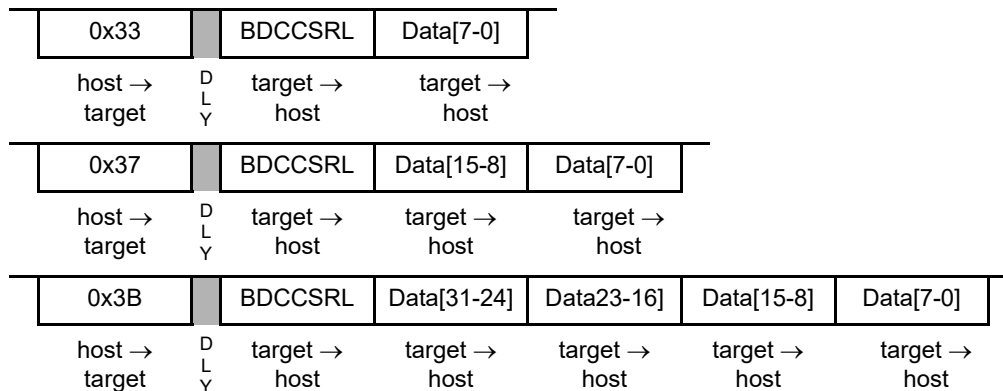 0x33 BDCCSRL Data[7-0]
host → D L Y target → target →
target host host
0x37 BDCCSRL Data[15-8] Data[7-0]
host → D L Y target → target → target →
target host host host
0x3B BDCCSRL Data[31-24] Data23-16] Data[15-8] Data[7-0]
host → D L Y target → target → target → target → target →
target host host host host host